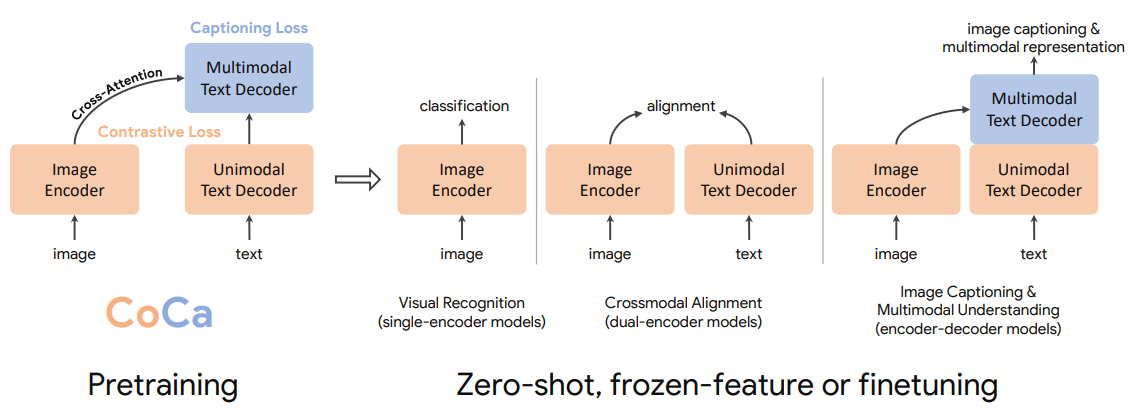 Captioning Loss
Multimodal
Text Decoder
Cross-Attention
Contrastive Loss
Image
Encoder
Unimodal
Text Decoder
image
text
CoCa
Pretraining
classification
Image
Encoder
image
Visual Recognition
(single-encoder models)
alignment
Image
Encoder
Unimodal
Text Decoder
image
text
Crossmodal Alignment
(dual-encoder models)
image captioning &
multimodal representation
Multimodal
Text Decoder
Image
Encoder
Unimodal
Text Decoder
image
text
Image Captioning &
Multimodal Understanding
(encoder-decoder models)
Zero-shot, frozen-feature or finetuning